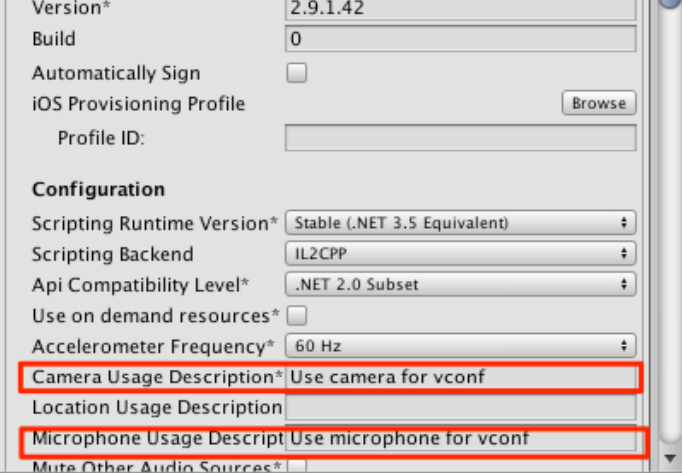 Version* 2.9.1.42
Build 0
Automatically Sign
iOS Provisioning Profile Browse
Profile ID:
Configuration
Scripting Runtime Version* Stable (.NET 3.5 Equivalent)
Scripting Backend IL2CPP
Api Compatibility Level* .NET 2.0 Subset
Use on demand resources*
Accelerometer Frequency* 60 Hz
Camera Usage Description* Use camera for vconf
Location Usage Description
Microphone Usage Descript Use microphone for vconf
Mute Other Audio Sources*